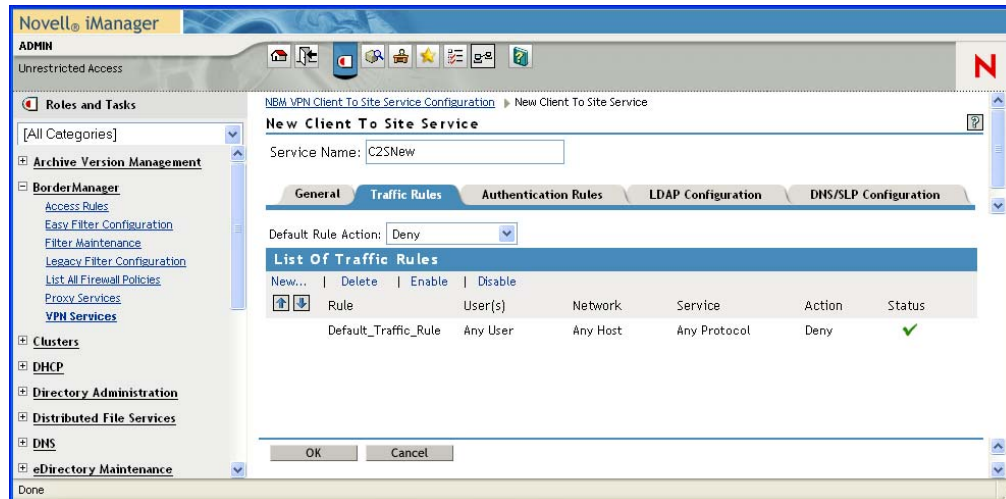 Novell® iManager
ADMIN
Unrestricted Access
N
Roles and Tasks
[All Categories]
Archive Version Management
BorderManager
Access Rules
Easy Filter Configuration
Filter Maintenance
Legacy Filter Configuration
List All Firewall Policies
Proxy Services
VPN Services
Clusters
DHCP
Directory Administration
Distributed File Services
DNS
eDirectory Maintenance
NBM VPN Client To Site Service Configuration New Client To Site Service
New Client To Site Service
?
Service Name: C2SNew
General Traffic Rules Authentication Rules LDAP Configuration DNS/SLP Configuration
Default Rule Action: Deny
List Of Traffic Rules
New... | Delete | Enable | Disable
Rule User(s) Network Service Action Status
Default_Traffic_Rule Any User Any Host Any Protocol Deny
OK Cancel
Done